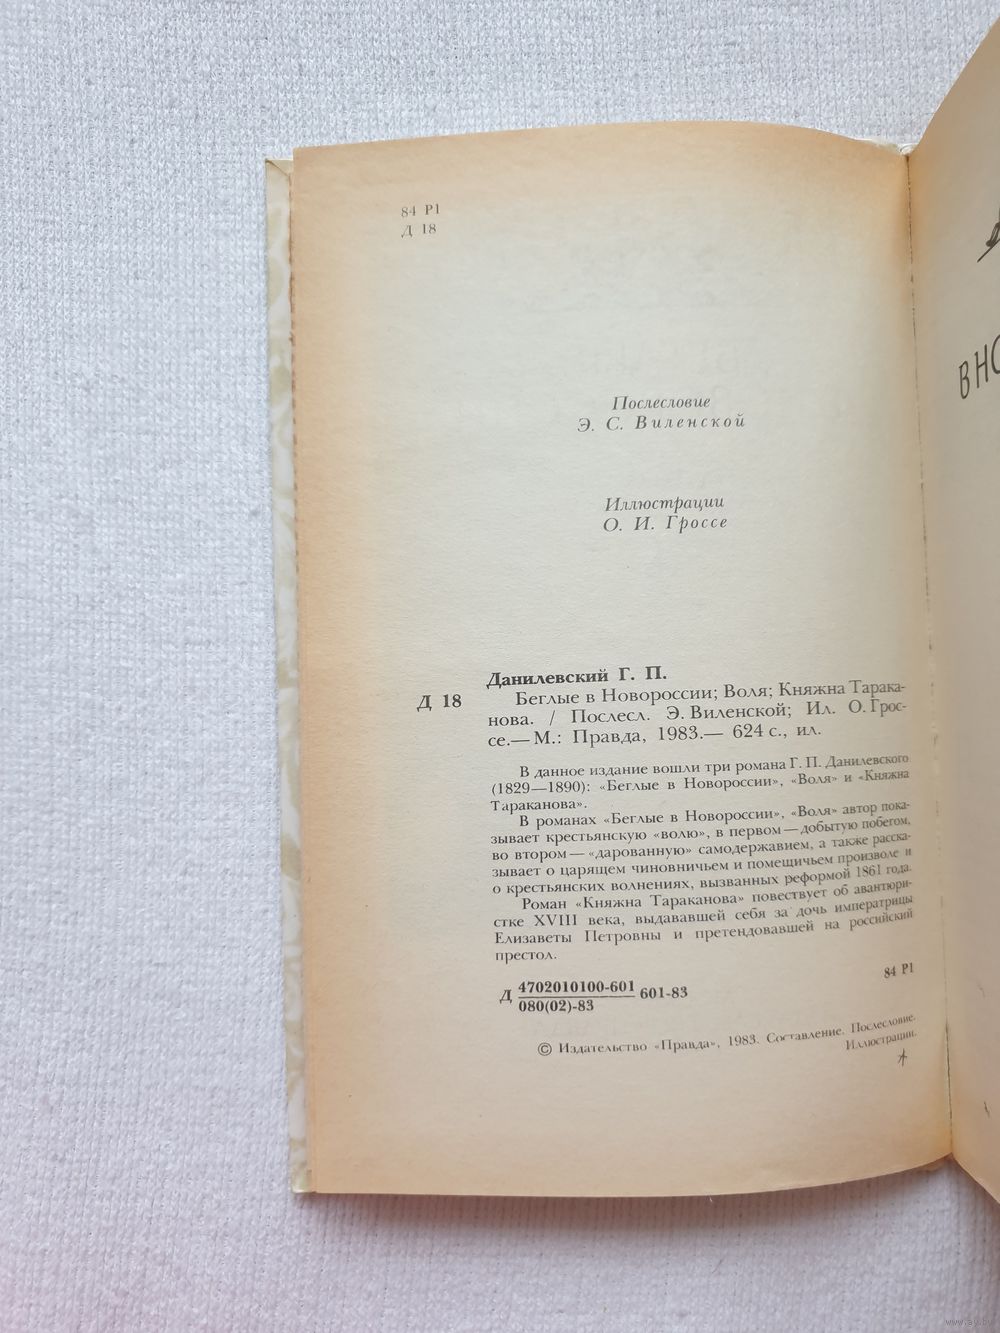 84 Р1
Д 18
Послесловие
Э. С. Виленской
Иллюстрации
О. И. Гроссе
Данилевский Г. П.
Д 18 Беглые в Новороссии; Воля; Княжна Тарака-
нова. / Послесл. Э. Виленской; Ил. О. Грос-
се.— М.: Правда, 1983.— 624 с., ил.
В данное издание вошли три романа Г. П. Данилевского
(1829—1890): «Беглые в Новороссии», «Воля» и «Княжна
Тараканова».
В романах «Беглые в Новороссии», «Воля» автор пока-
зывает крестьянскую «волю», в первом — добытую побегом,
во втором — «дарованную» самодержавием, а также расска-
зывает о царящем чиновничьем и помещичьем произволе и
о крестьянских волнениях, вызванных реформой 1861 года.
Роман «Княжна Тараканова» повествует об авантюри-
стке XVIII века, выдававшей себя за дочь императрицы
Елизаветы Петровны и претендовавшей на российский
престол.
Д 4702010100-601 601-83
080(02)-83
84 Р1
© Издательство «Правда», 1983. Составление. Послесловие.
Иллюстрации.
В НО
www.ay.by